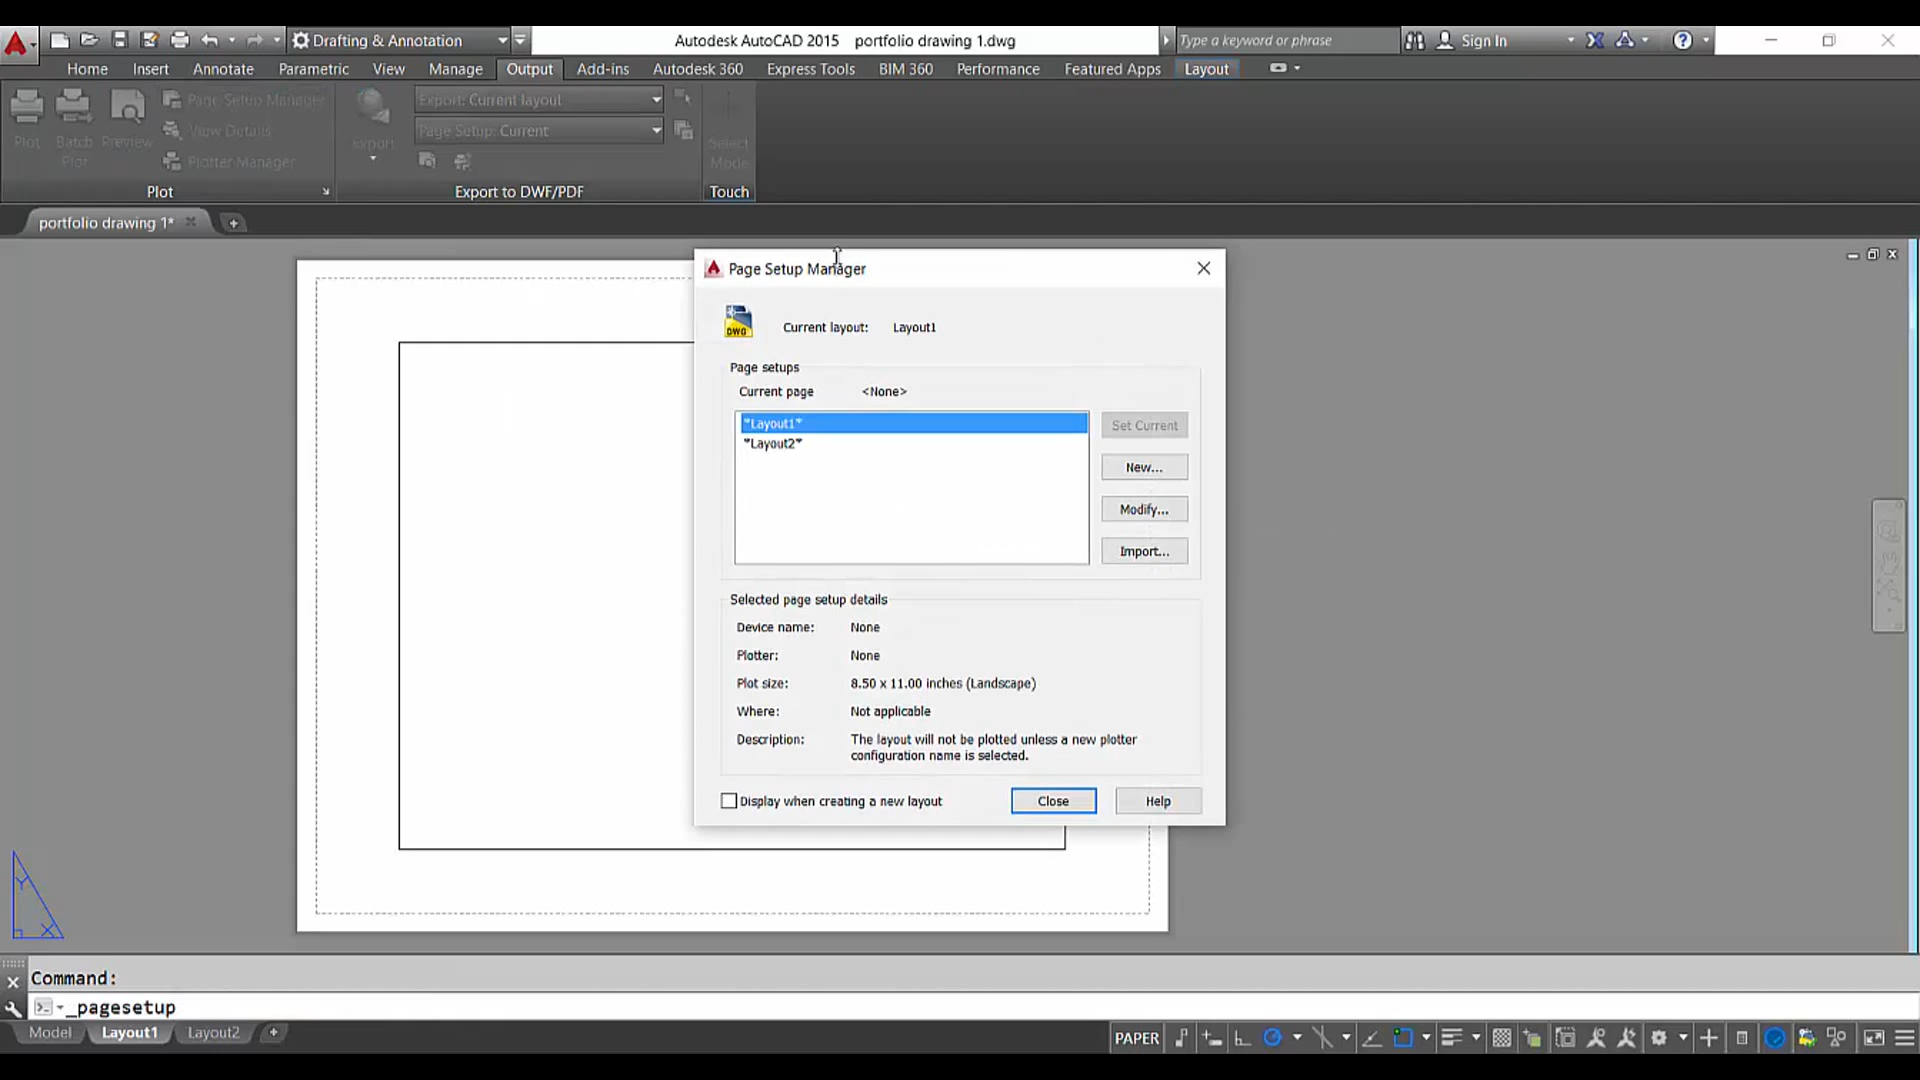 Drafting & Annotation
Autodesk AutoCAD 2015 portfolio drawing 1.dwg
Type a keyword or phrase
Sign In
Home Insert Annotate Parametric View Manage Output Add-ins Autodesk 360 Express Tools BIM 360 Performance Featured Apps Layout
Plot
Batch
Plot
Preview
Page Setup Manager
View Details
Plotter Manager
Export
Export: Current layout
Page Setup: Current
Select
Mode
Plot
Export to DWF/PDF
Touch
portfolio drawing 1*
Page Setup Manager
DWG
Current layout: Layout1
Page setups
Current page <None>
*Layout1*
*Layout2*
Set Current
New...
Modify...
Import...
Selected page setup details
Device name: None
Plotter: None
Plot size: 8.50 x 11.00 inches (Landscape)
Where: Not applicable
Description: The layout will not be plotted unless a new plotter
configuration name is selected.
Display when creating a new layout
Close
Help
Y
X
Command:
_pagesetup
Model Layout1 Layout2
PAPER